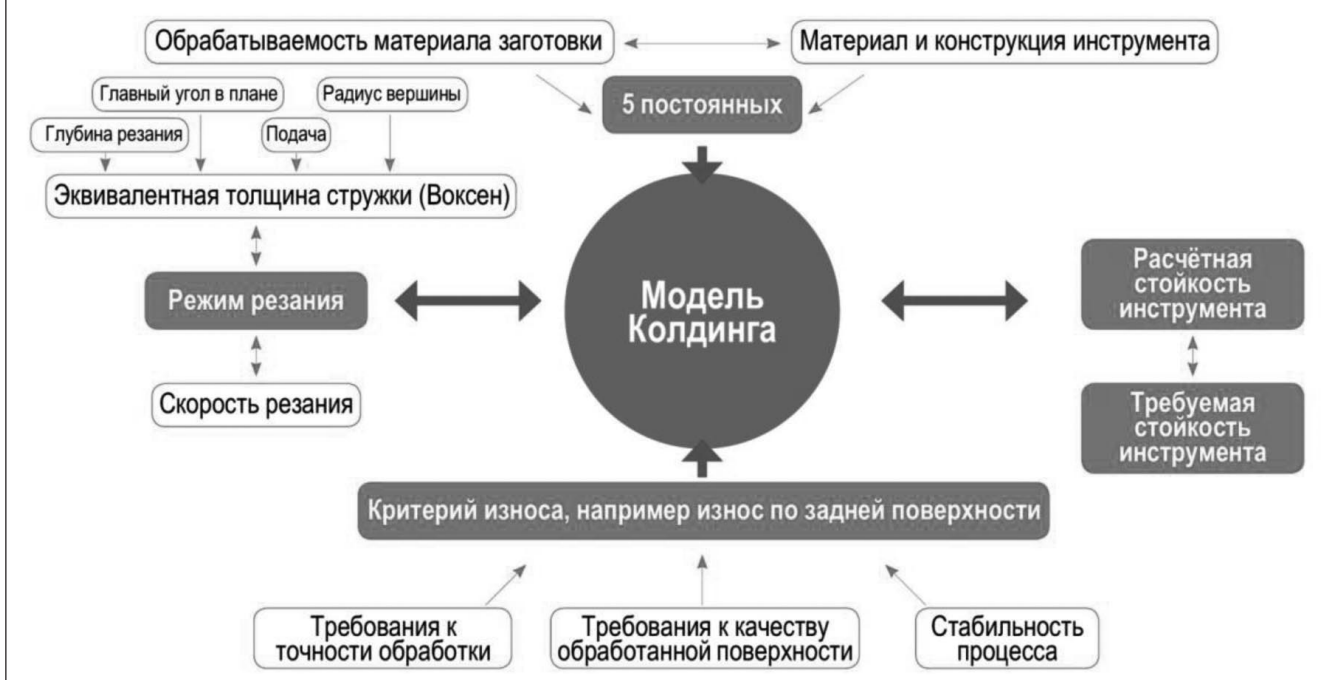 Обрабатываемость материала заготовки
Материал и конструкция инструмента
Главный угол в плане
Радиус вершины
5 постоянных
Глубина резания
Подача
Эквивалентная толщина стружки (Воксен)
Режим резания
Модель
Колдинга
Расчётная
стойкость
инструмента
Скорость резания
Требуемая
стойкость
инструмента
Критерий износа, например износ по задней поверхности
Требования к
точности обработки
Требования к качеству
обработанной поверхности
Стабильность
процесса